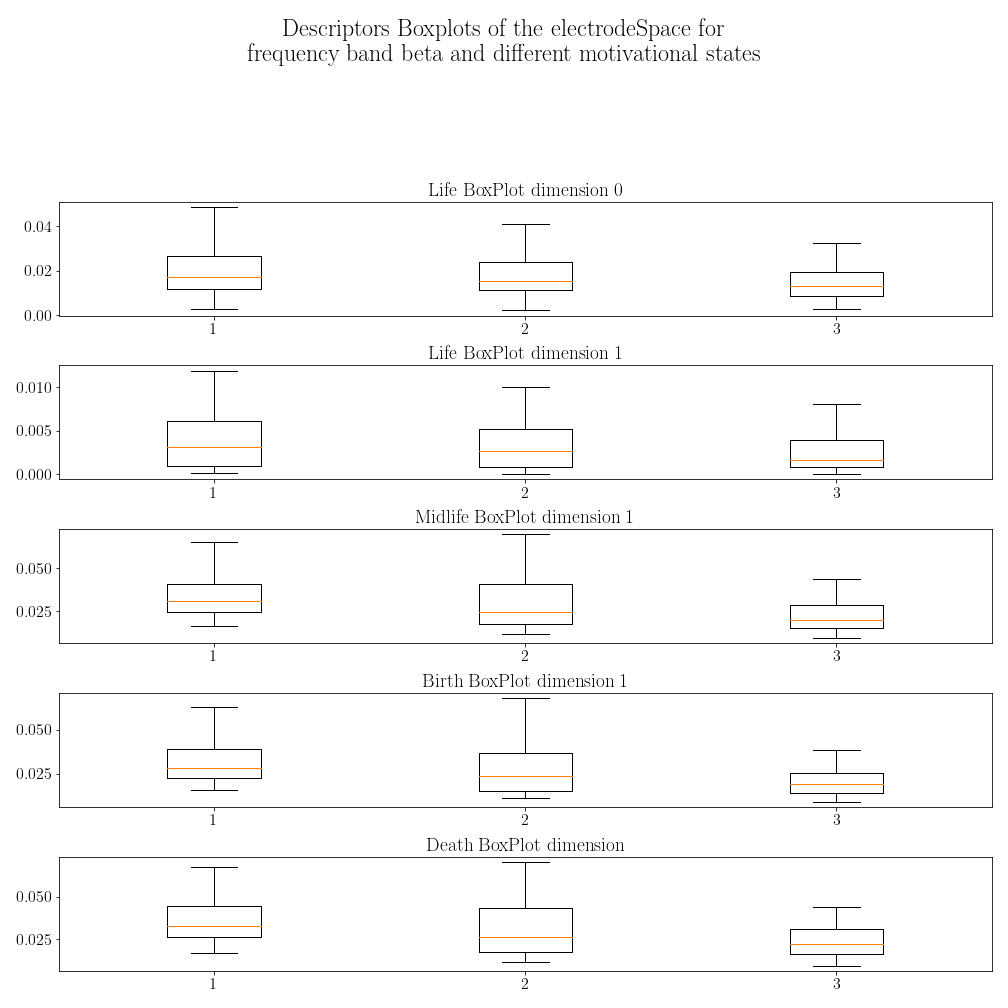 Descriptors Boxplots of the electrodeSpace for
frequency band beta and different motivational states
Life BoxPlot dimension 0
0.04
0.02
0.00
1 2 3
Life BoxPlot dimension 1
0.010
0.005
0.000
1 2 3
Midlife BoxPlot dimension 1
0.050
0.025
1 2 3
Birth BoxPlot dimension 1
0.050
0.025
1 2 3
Death BoxPlot dimension
0.050
0.025
1 2 3